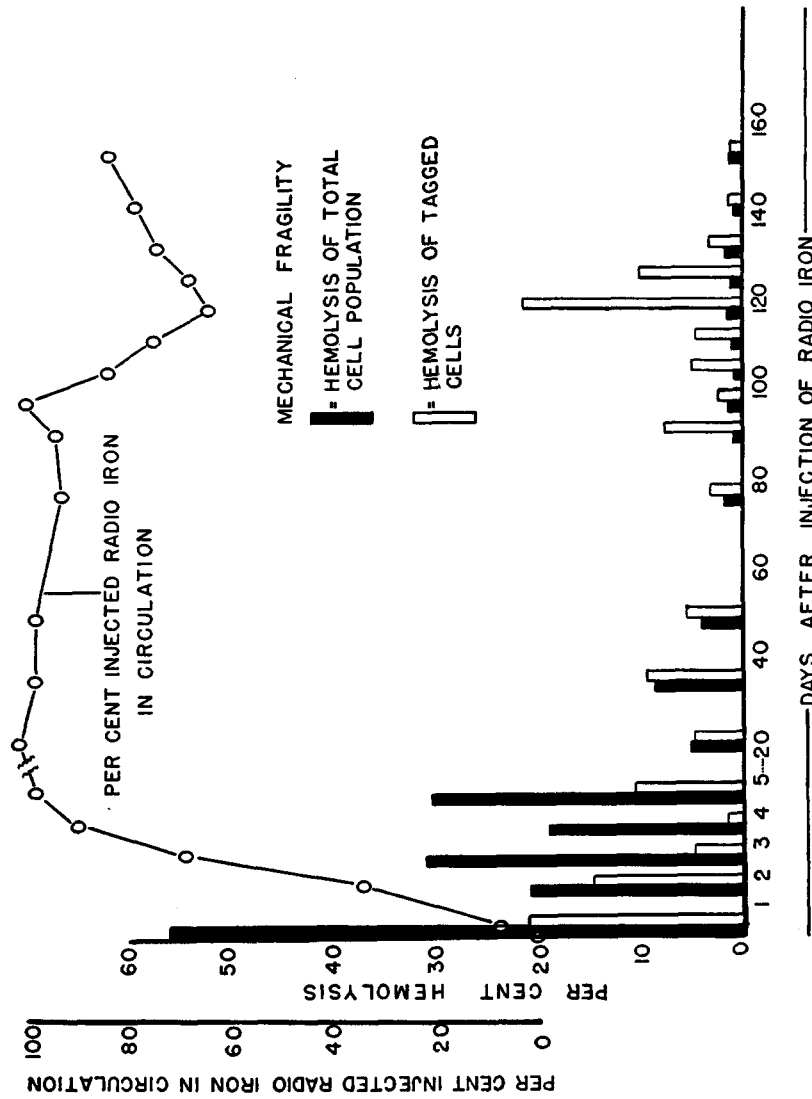 PER CENT INJECTED RADIO IRON IN CIRCULATION
100
80
60
40
20
0
PER CENT HEMOLYSIS
60
50
40
30
20
10
0
PER CENT INJECTED RADIO IRON
IN CIRCULATION
MECHANICAL FRAGILITY
= HEMOLYSIS OF TOTAL
CELL POPULATION
= HEMOLYSIS OF TAGGED
CELLS
1 2 3 4 5—20 40 60 80 100 120 140 160
DAYS AFTER INJECTION OF RADIO IRON